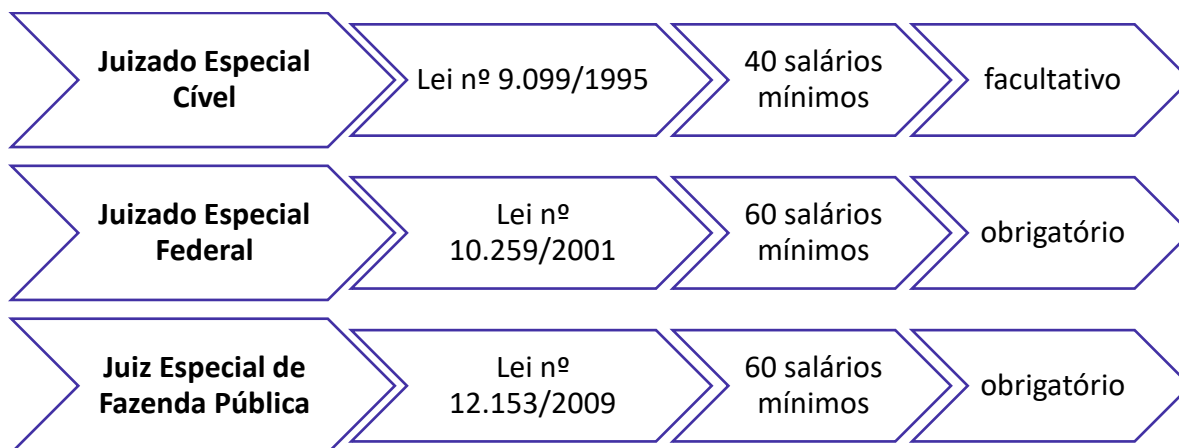 Juizado Especial
Cível
Lei nº 9.099/1995
40 salários
mínimos
facultativo
Juizado Especial
Federal
Lei nº
10.259/2001
60 salários
mínimos
obrigatório
Juiz Especial de
Fazenda Pública
Lei nº
12.153/2009
60 salários
mínimos
obrigatório